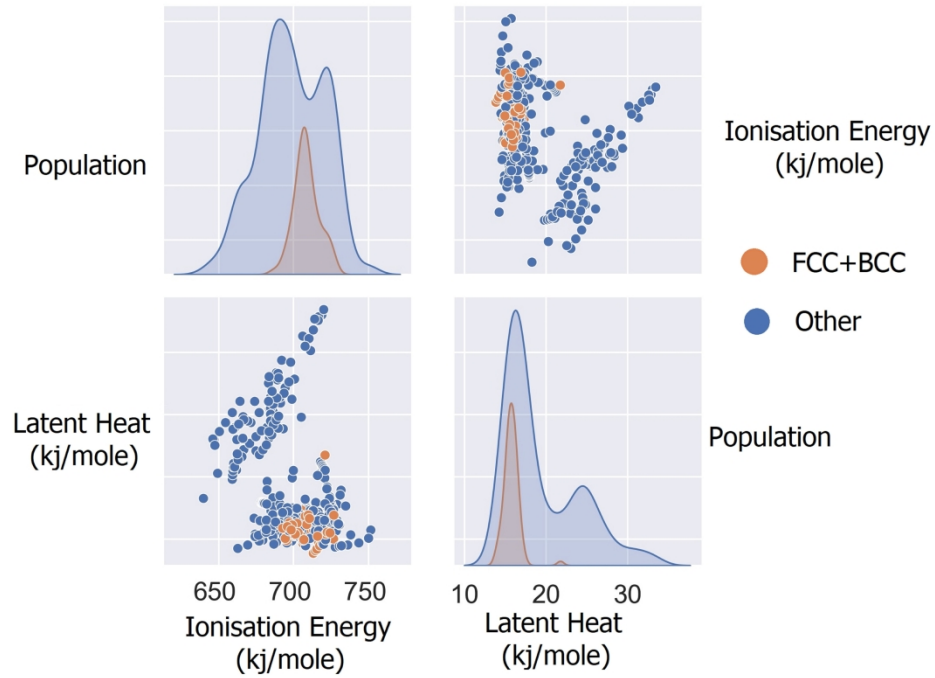 Population
Ionisation Energy
(kj/mole)
FCC+BCC
Other
Latent Heat
(kj/mole)
Population
650 700 750
10 20 30
Ionisation Energy
(kj/mole)
Latent Heat
(kj/mole)